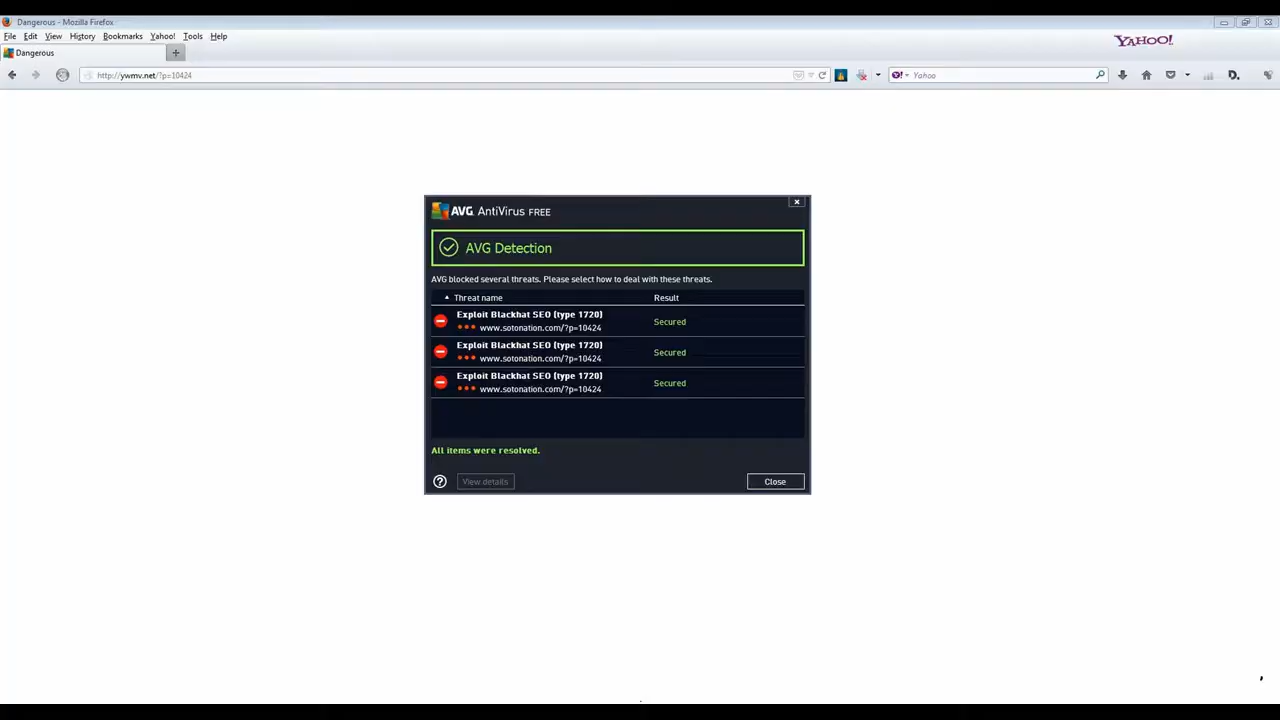 Dangerous - Mozilla Firefox
File Edit View History Bookmarks Yahoo! Tools Help
YAHOO!
Dangerous
http://ywmv.net/?p=10424
Yahoo
AVG AntiVirus FREE
AVG Detection
AVG blocked several threats. Please select how to deal with these threats.
Threat name Result
Exploit Blackhat SEO (type 1720)
www.sotonation.com/?p=10424 Secured
Exploit Blackhat SEO (type 1720)
www.sotonation.com/?p=10424 Secured
Exploit Blackhat SEO (type 1720)
www.sotonation.com/?p=10424 Secured
All items were resolved.
View details Close